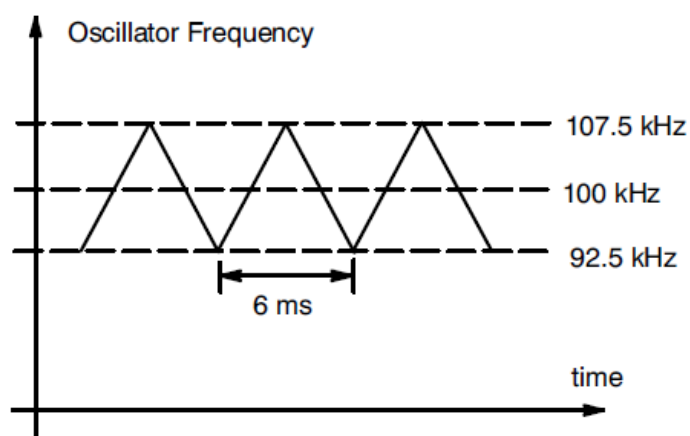 Oscillator Frequency
107.5 kHz
100 kHz
92.5 kHz
6 ms
time